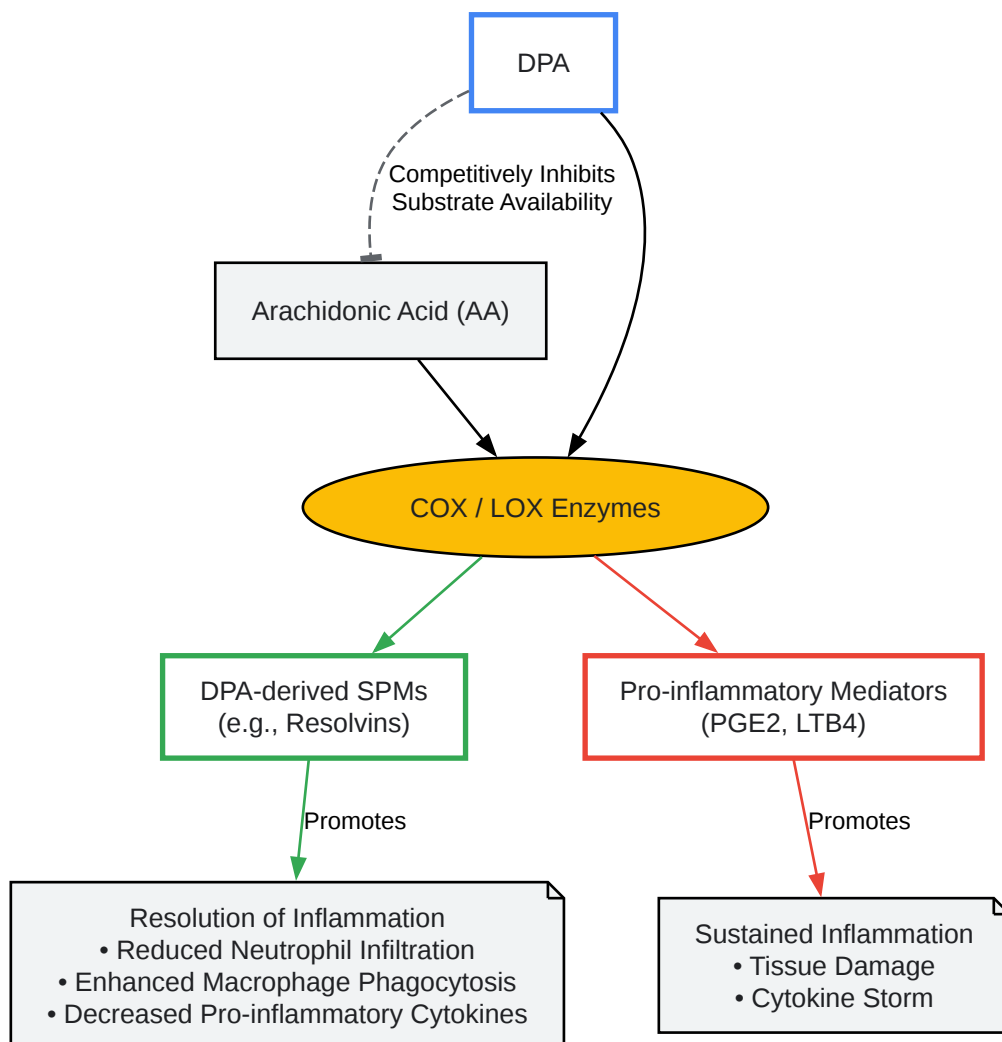 DPA
Competitively Inhibits
Substrate Availability
Arachidonic Acid (AA)
COX / LOX Enzymes
DPA-derived SPMs
(e.g., Resolvins)
Pro-inflammatory Mediators
(PGE2, LTB4)
Promotes
Promotes
Resolution of Inflammation
• Reduced Neutrophil Infiltration
• Enhanced Macrophage Phagocytosis
• Decreased Pro-inflammatory Cytokines
Sustained Inflammation
• Tissue Damage
• Cytokine Storm